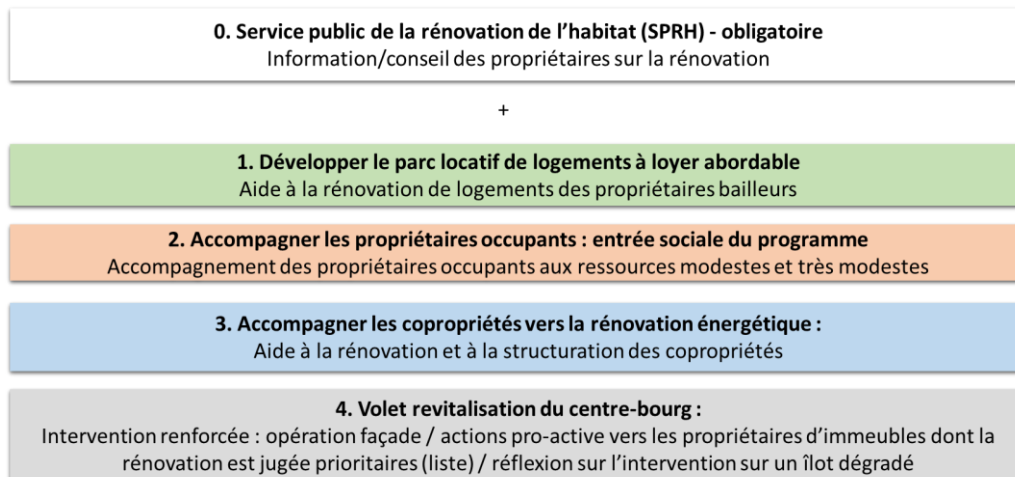 0. Service public de la rénovation de l’habitat (SPRH) - obligatoire
Information/conseil des propriétaires sur la rénovation
+
1. Développer le parc locatif de logements à loyer abordable
Aide à la rénovation de logements des propriétaires bailleurs
2. Accompagner les propriétaires occupants : entrée sociale du programme
Accompagnement des propriétaires occupants aux ressources modestes et très modestes
3. Accompagner les copropriétés vers la rénovation énergétique :
Aide à la rénovation et à la structuration des copropriétés
4. Volet revitalisation du centre-bourg :
Intervention renforcée : opération façade / actions pro-active vers les propriétaires d’immeubles dont la
rénovation est jugée prioritaires (liste) / réflexion sur l’intervention sur un îlot dégradé